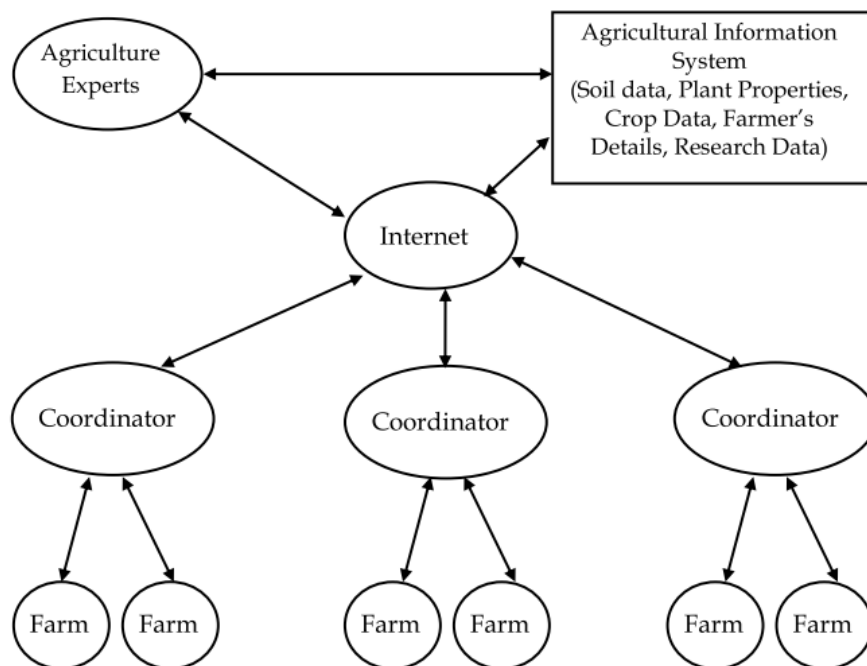 Agriculture
Experts
Agricultural Information
System
(Soil data, Plant Properties,
Crop Data, Farmer's
Details, Research Data)
Internet
Coordinator
Coordinator
Coordinator
Farm
Farm
Farm
Farm
Farm
Farm